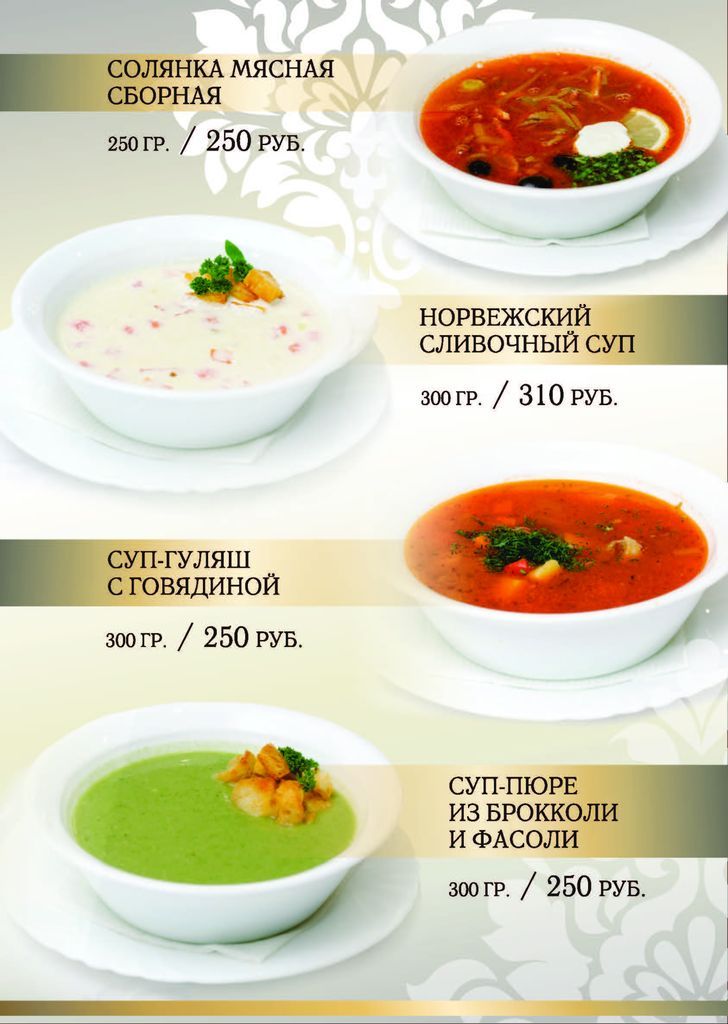 СОЛЯНКА МЯСНАЯ
СБОРНАЯ
250 ГР. / 250 РУБ.
НОРВЕЖСКИЙ
СЛИВОЧНЫЙ СУП
300 ГР. / 310 РУБ.
СУП-ГУЛЯШ
С ГОВЯДИНОЙ
300 ГР. / 250 РУБ.
СУП-ПЮРЕ
ИЗ БРОККОЛИ
И ФАСОЛИ
300 ГР. / 250 РУБ.